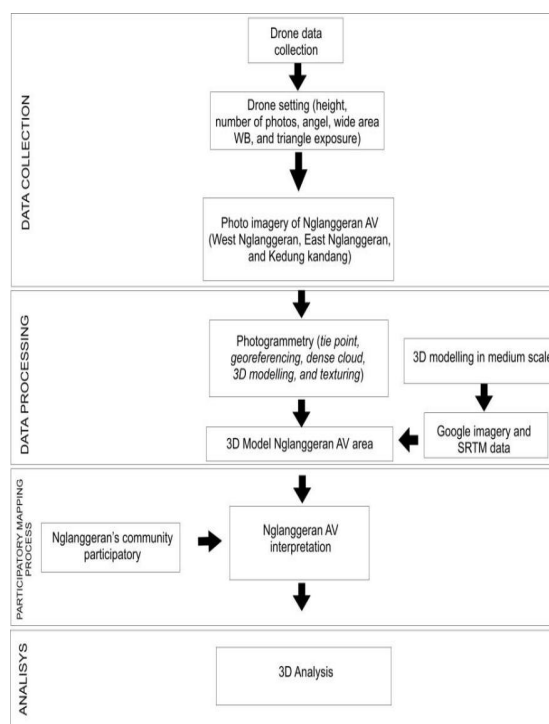 DATA COLLECTION
Drone data
collection
Drone setting (height,
number of photos, angel, wide area
WB, and triangle exposure)
Photo imagery of Nglanggeran AV
(West Nglanggeran, East Nglanggeran,
and Kedung kandang)
DATA PROCESSING
Photogrammetry (tie point,
georeferencing, dense cloud,
3D modelling, and texturing)
3D modelling in medium scale
3D Model Nglanggeran AV area
Google imagery and
SRTM data
PARTICIPATORY MAPPING
PROCESS
Nglanggeran's community
participatory
Nglanggeran AV
interpretation
ANALISYS
3D Analysis